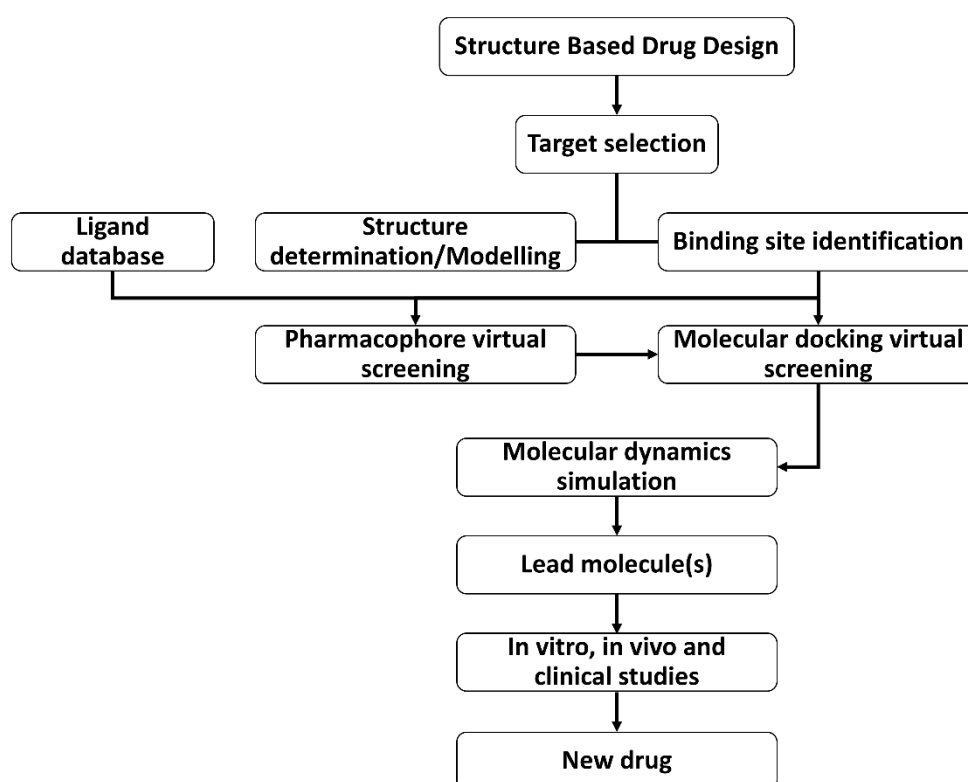 Structure Based Drug Design
Target selection
Ligand
database
Structure
determination/Modelling
Binding site identification
Pharmacophore virtual
screening
Molecular docking virtual
screening
Molecular dynamics
simulation
Lead molecule(s)
In vitro, in vivo and
clinical studies
New drug